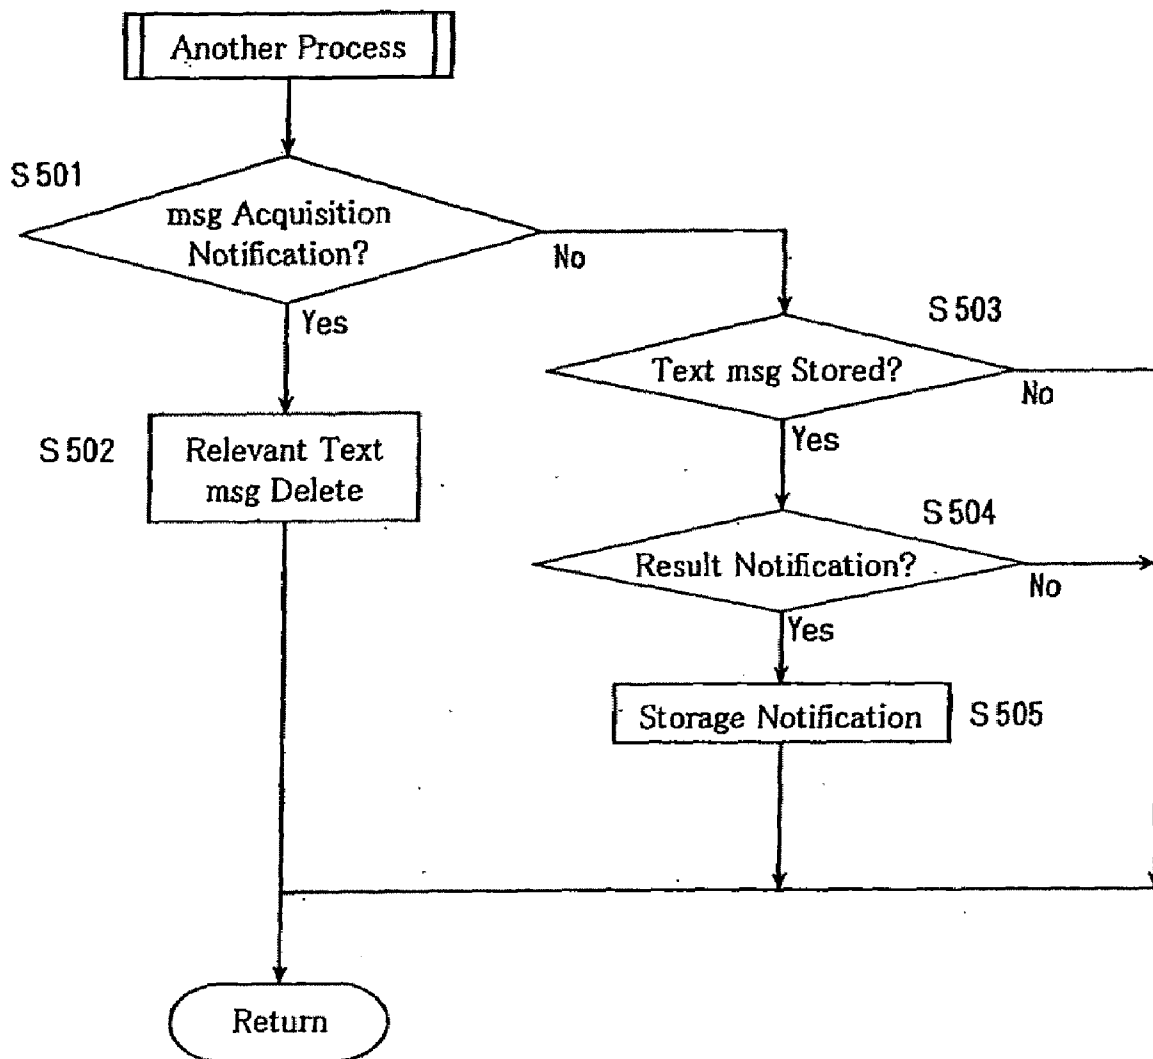 Another Process
S501
msg Acquisition
Notification?
No
Yes
S503
Text msg Stored?
No
Yes
S502
Relevant Text
msg Delete
S504
Result Notification?
No
Yes
Storage Notification
S505
Return